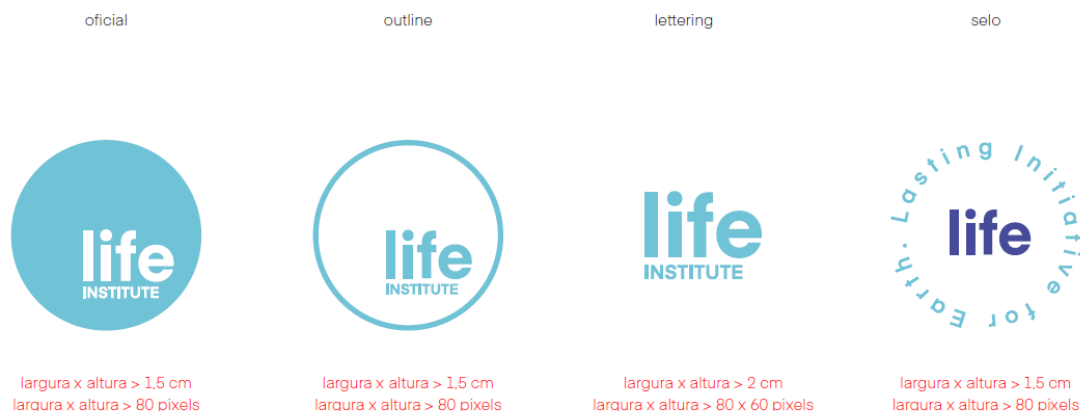 oficial
outline
lettering
selo
life
INSTITUTE
life
INSTITUTE
life
INSTITUTE
Lasting Initiative for Earth.
life
largura x altura > 1,5 cm
largura x altura > 80 pixels
largura x altura > 1,5 cm
largura x altura > 80 pixels
largura x altura > 2 cm
largura x altura > 80 x 60 pixels
largura x altura > 1,5 cm
largura x altura > 80 pixels